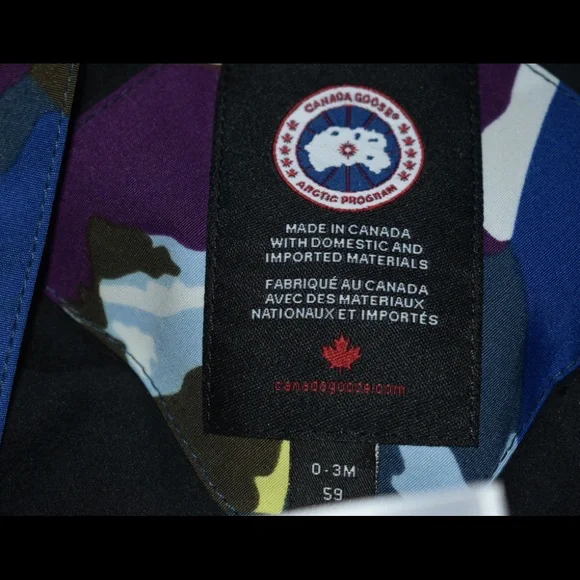 CANADA GOOSE®
ARCTIC PROGRAM
MADE IN CANADA
WITH DOMESTIC AND
IMPORTED MATERIALS
FABRIQUÉ AU CANADA
AVEC DES MATERIAUX
NATIONAUX ET IMPORTÉS
canadagoose.com
0-3M
59